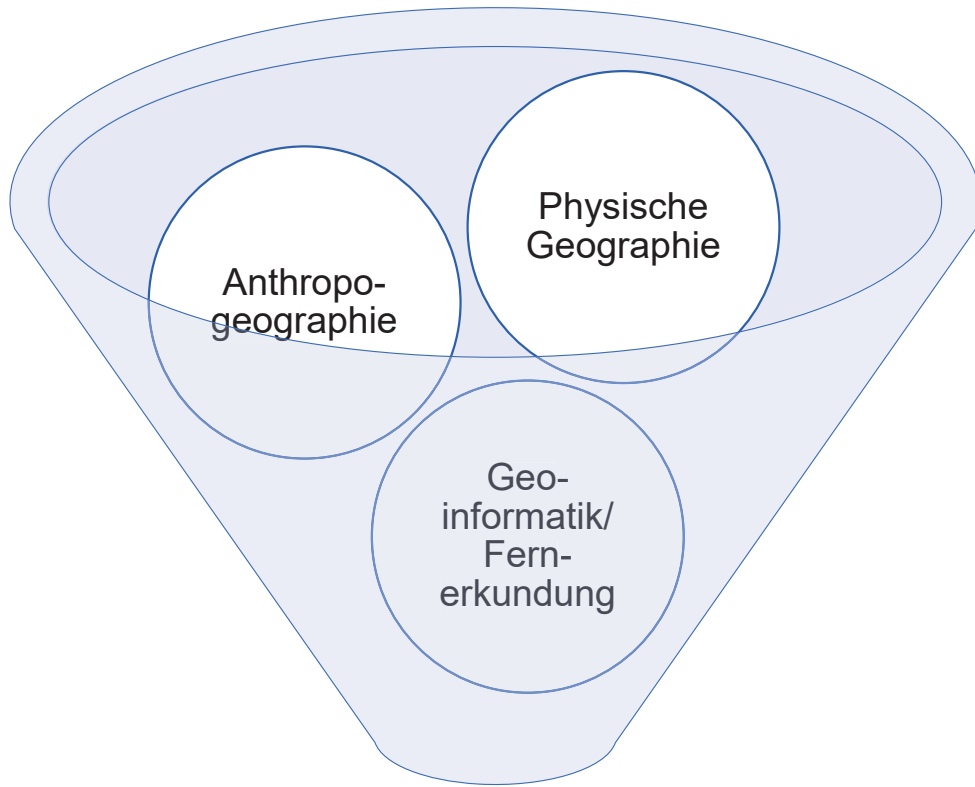 Physische
Geographie
Anthropo-
geographie
Geo-
informatik/
Fern-
erkundung